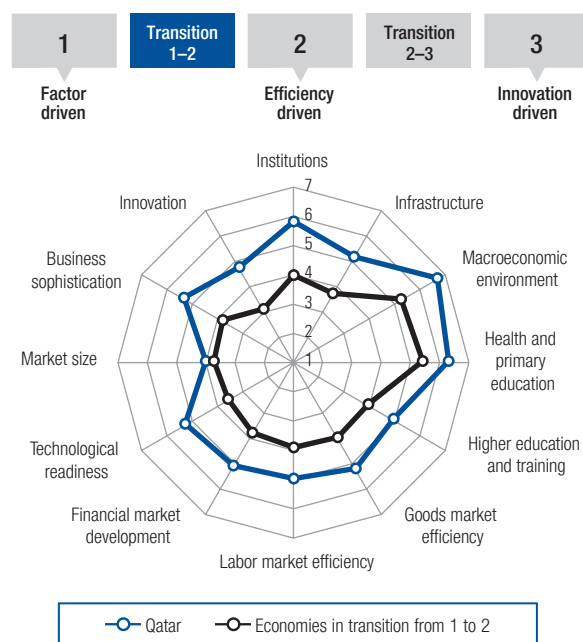 1
Transition
1–2
2
Transition
2–3
3
Factor
driven
Efficiency
driven
Innovation
driven
Institutions
Infrastructure
Macroeconomic
environment
Health and
primary
education
Higher education
and training
Goods market
efficiency
Labor market efficiency
Financial market
development
Technological
readiness
Market size
Business
sophistication
Innovation
7
6
5
4
3
2
1
Qatar
Economies in transition from 1 to 2